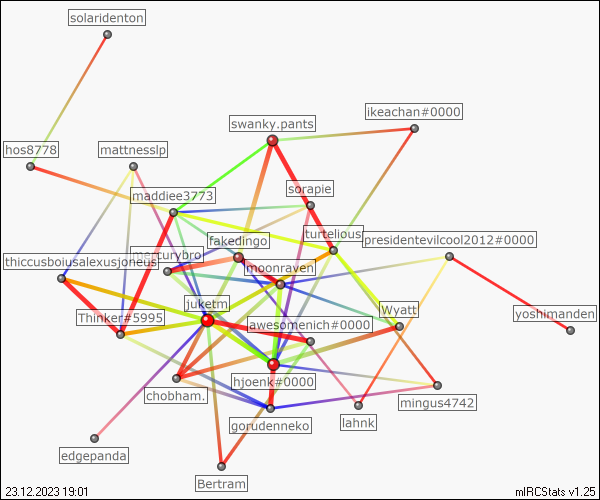 solaridenton
ikeachan#0000
swanky.pants
hos8778
mattnesslp
sorapie
maddiee3773
jturtelious
fakedingo
presidentevilcool2012#0000
mercurybro
thiccusboiusalexusjoneus
moonraven
juketm
Thinker#5995
awesomenich#0000
Wyatt
yoshimanden
hjoenk#0000
chobham.
mingus4742
gorudenneko
lahnk
edgepanda
Bertram
23.12.2023 19:01
mIRCStats v1.25